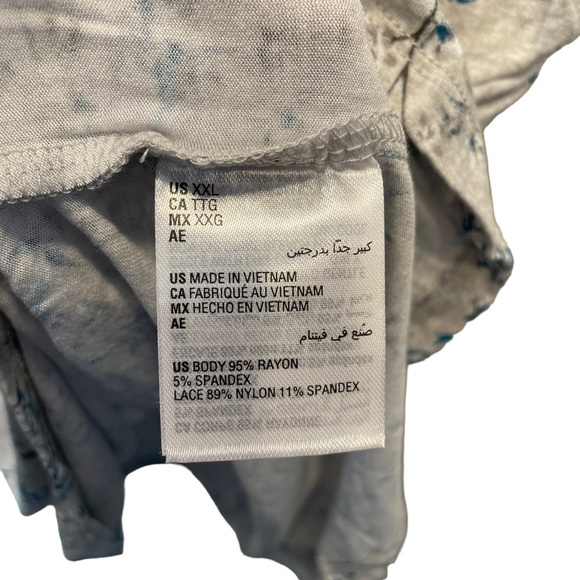 US XXL
CA TTG
MX XXG
AE
كبير جدًا بدرجتين
US MADE IN VIETNAM
CA FABRIQUÉ AU VIETNAM
MX HECHO EN VIETNAM
AE
صُنع في فيتنام
US BODY 95% RAYON
5% SPANDEX
LACE 89% NYLON 11% SPANDEX